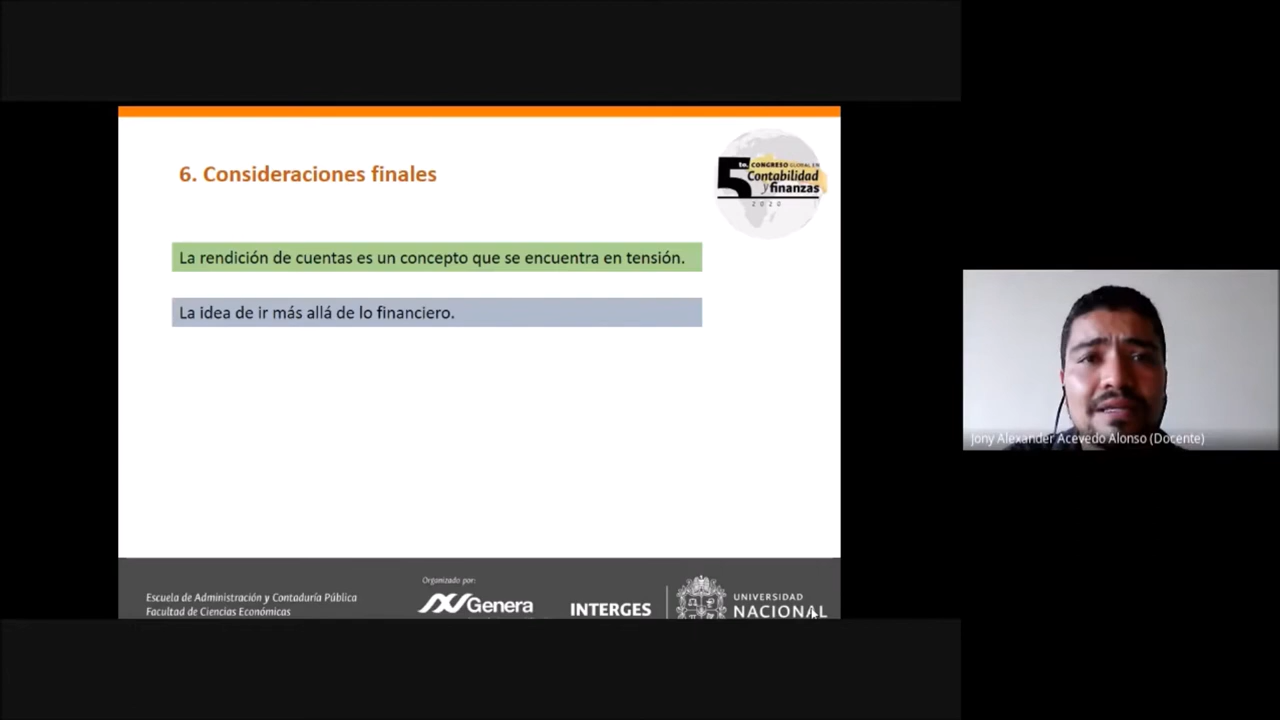 6. Consideraciones finales
5to. CONGRESO GLOBAL EN
Contabilidad
y finanzas
2020
La rendición de cuentas es un concepto que se encuentra en tensión.
La idea de ir más allá de lo financiero.
Jony Alexander Acevedo Alonso (Docente)
Organizado por:
Escuela de Administración y Contaduría Pública
Facultad de Ciencias Económicas
Genera
INTERGES
UNIVERSIDAD
NACIONAL